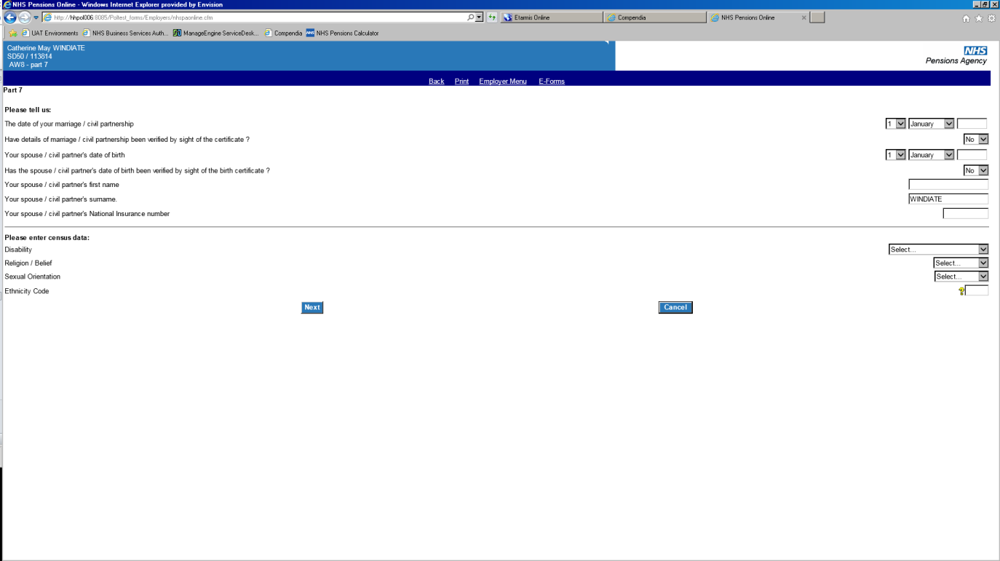 NHS Pensions Online - Windows Internet Explorer provided by Envision
http://hhpol006:8085/Poltest_forms/Employers/nhspaonline.cfm
Etamis Online
Compendia
NHS Pensions Online
UAT Environments
NHS Business Services Auth...
ManageEngine ServiceDesk...
Compendia
NHS
NHS Pensions Calculator
Catherine May WINDIATE
SD50 / 113814
AW8 - part 7
NHS
Pensions Agency
Back Print Employer Menu E-Forms
Part 7
Please tell us:
The date of your marriage / civil partnership 1 January
Have details of marriage / civil partnership been verified by sight of the certificate ? No
Your spouse / civil partner's date of birth 1 January
Has the spouse / civil partner's date of birth been verified by sight of the birth certificate ? No
Your spouse / civil partner's first name
Your spouse / civil partner's surname. WINDIATE
Your spouse / civil partner's National Insurance number
Please enter census data:
Disability Select...
Religion / Belief Select...
Sexual Orientation Select...
Ethnicity Code ?
Next Cancel